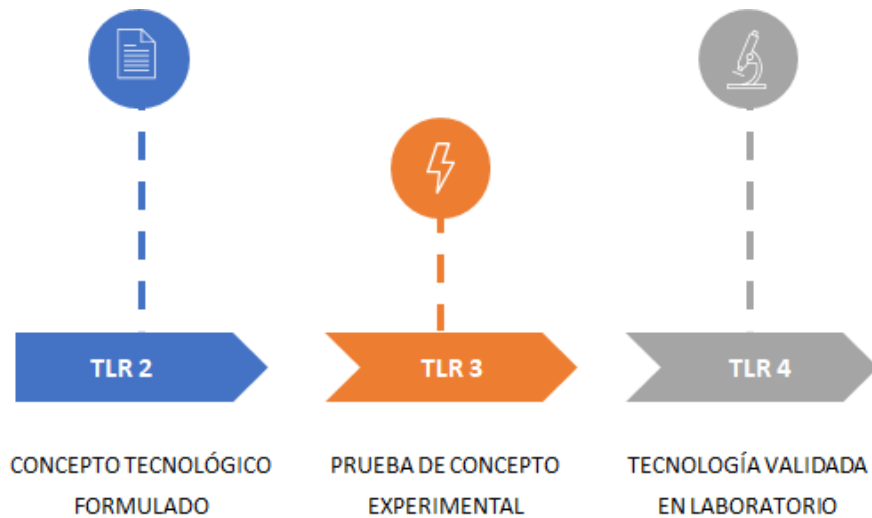 TLR 2
TLR 3
TLR 4
CONCEPTO TECNOLÓGICO
FORMULADO
PRUEBA DE CONCEPTO
EXPERIMENTAL
TECNOLOGÍA VALIDADA
EN LABORATORIO